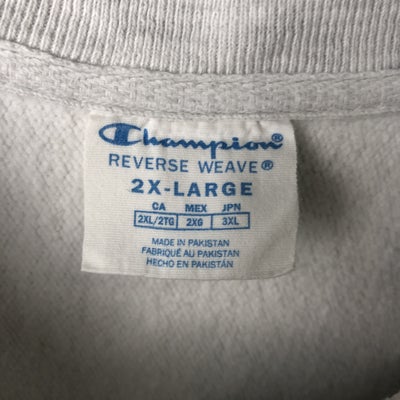 Champion®
REVERSE WEAVE®
2X-LARGE
CA MEX JPN
2XL/2TG 2XG 3XL
MADE IN PAKISTAN
FABRIQUÉ AU PAKISTAN
HECHO EN PAKISTÁN